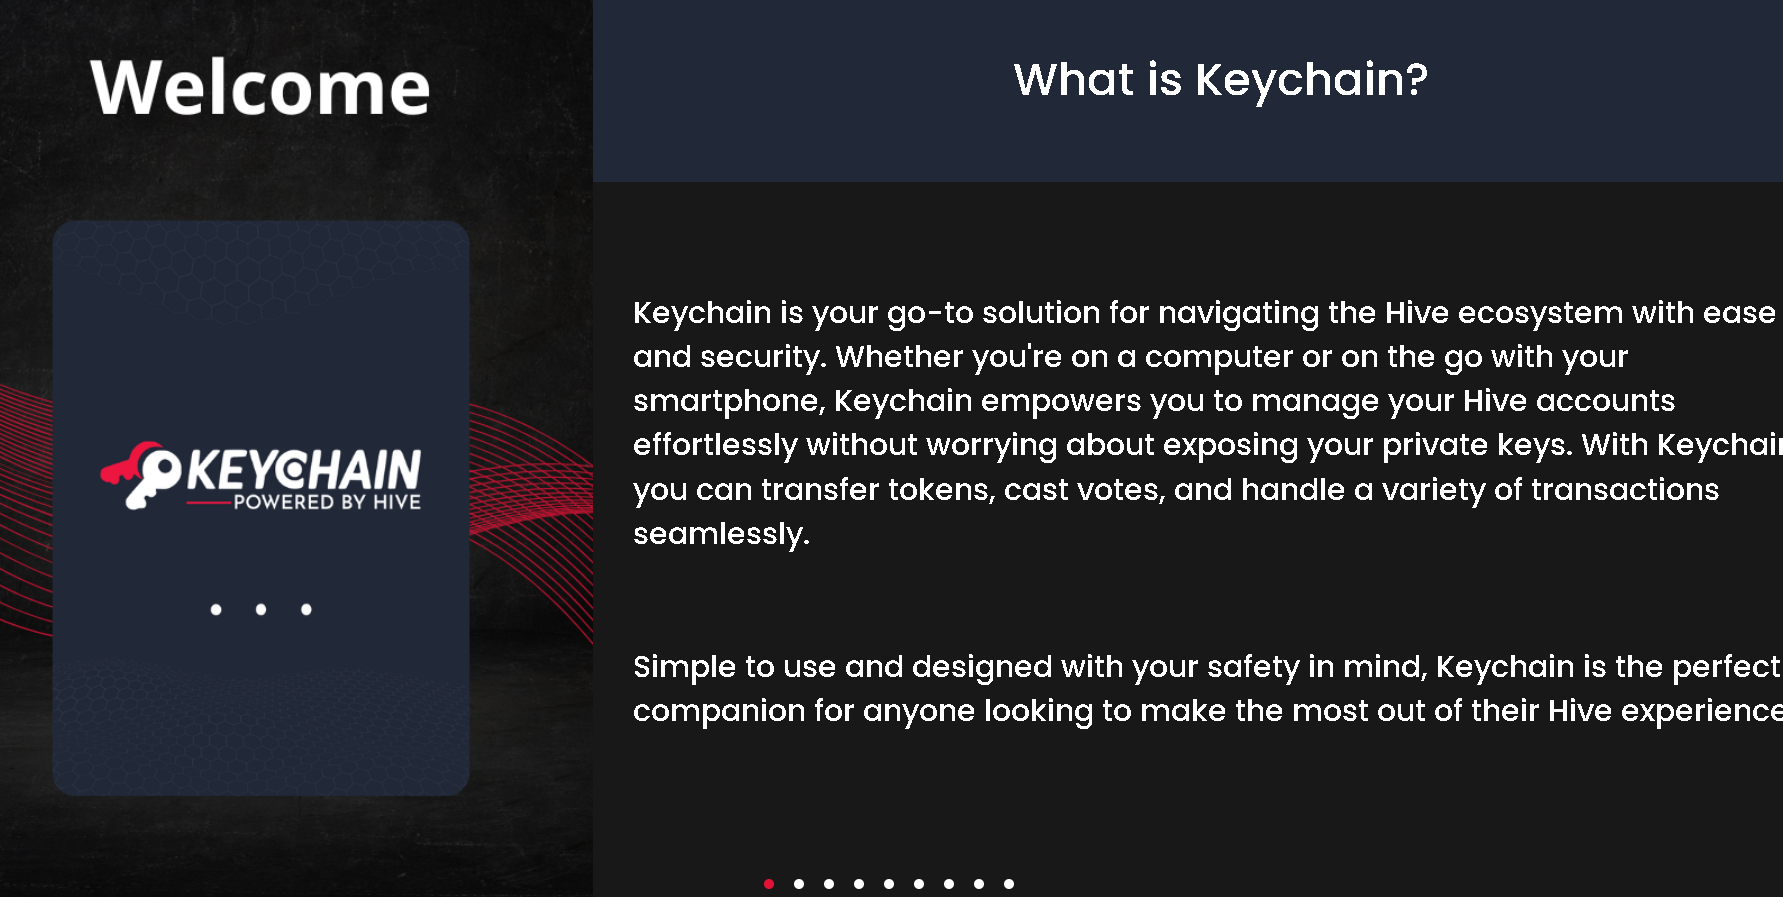 Welcome
KEYCHAIN
POWERED BY HIVE
What is Keychain?
Keychain is your go-to solution for navigating the Hive ecosystem with ease
and security. Whether you're on a computer or on the go with your
smartphone, Keychain empowers you to manage your Hive accounts
effortlessly without worrying about exposing your private keys. With Keychain
you can transfer tokens, cast votes, and handle a variety of transactions
seamlessly.
Simple to use and designed with your safety in mind, Keychain is the perfect
companion for anyone looking to make the most out of their Hive experience